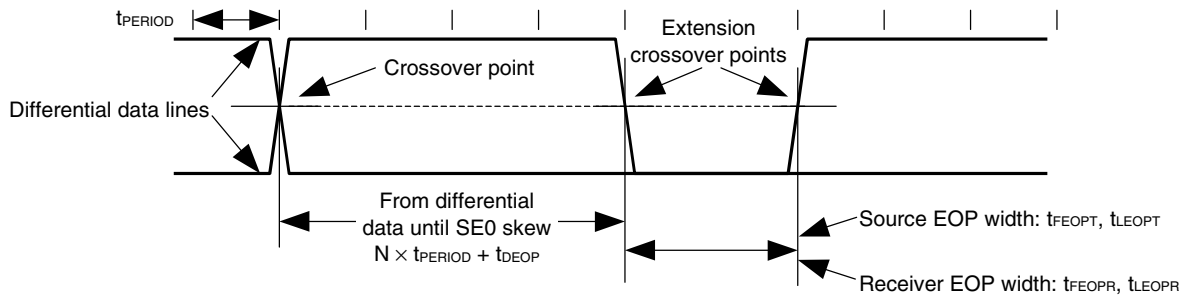 tPERIOD
Crossover point
Extension
crossover points
Differential data lines
From differential
data until SE0 skew
N × tPERIOD + tDEOP
Source EOP width: tFEOPT, tLEOPT
Receiver EOP width: tFEOPR, tLEOPR